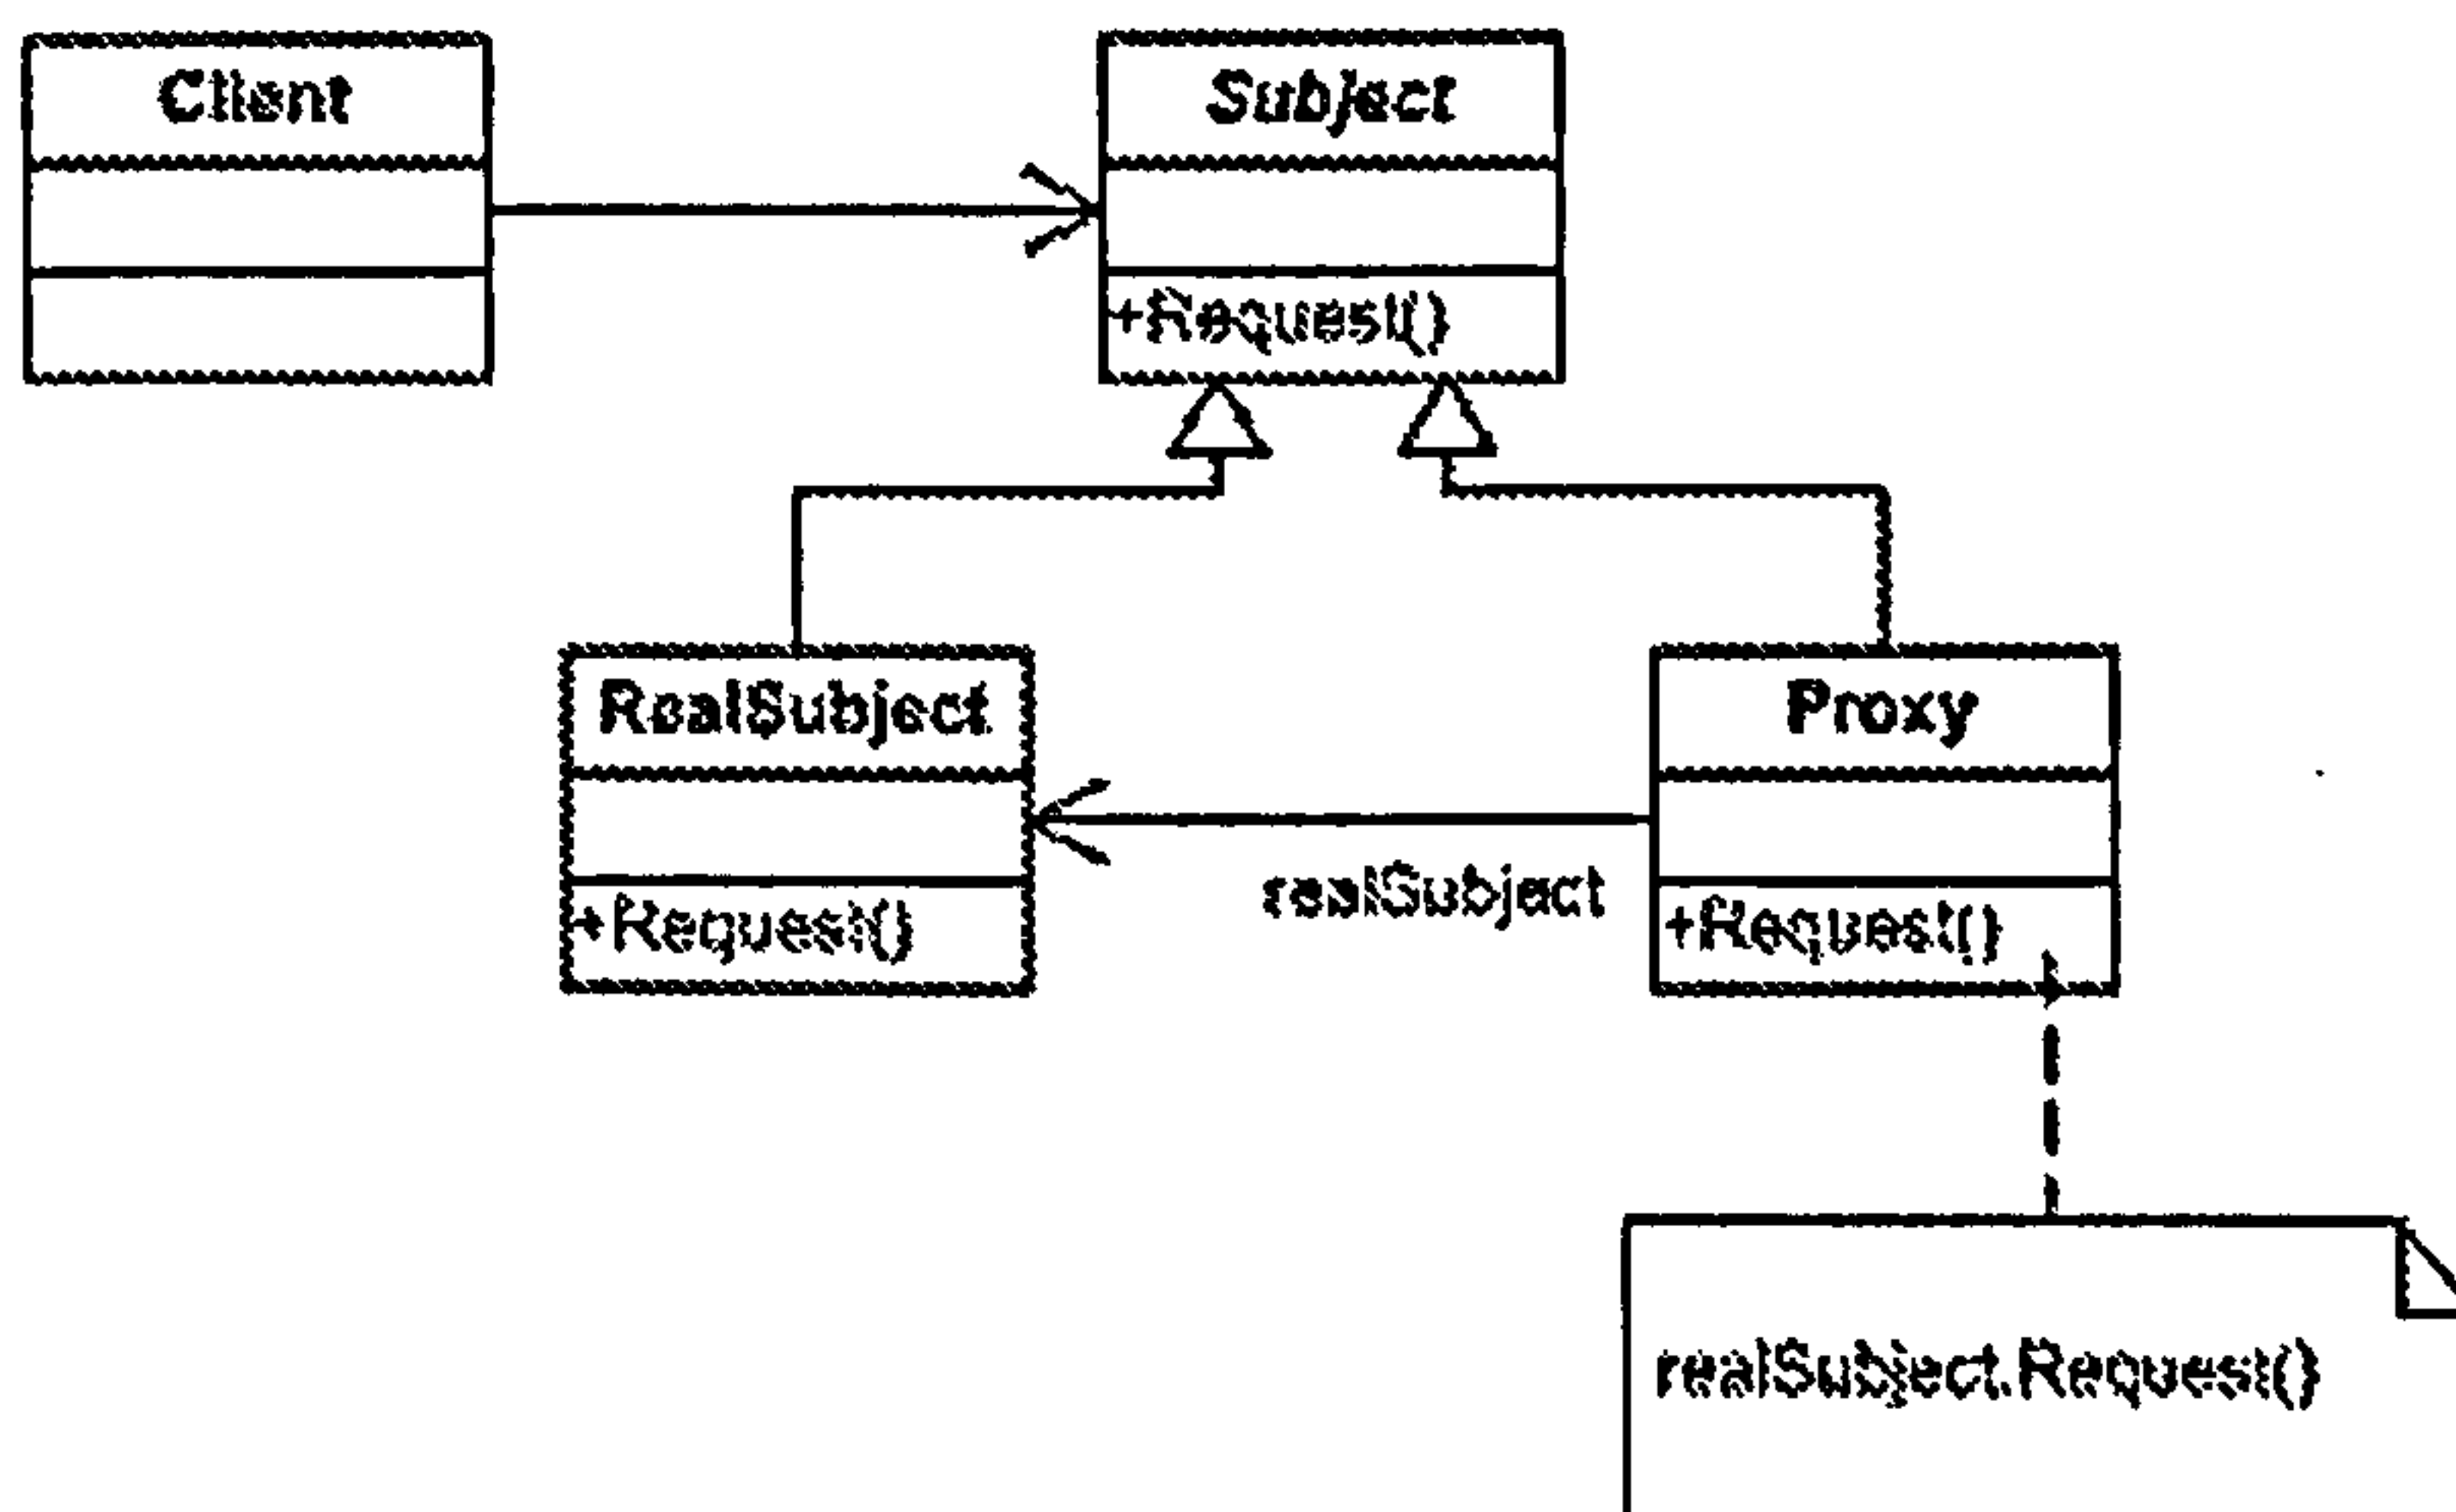 Client
Subject
+Request()
RealSubject
Proxy
realSubject
+Request()
+Request()
realSubject.Request()